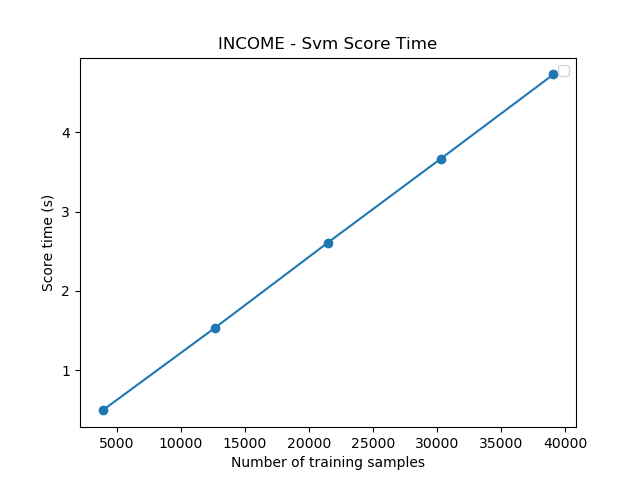 INCOME - Svm Score Time
Score time (s)
4
3
2
1
5000 10000 15000 20000 25000 30000 35000 40000
Number of training samples